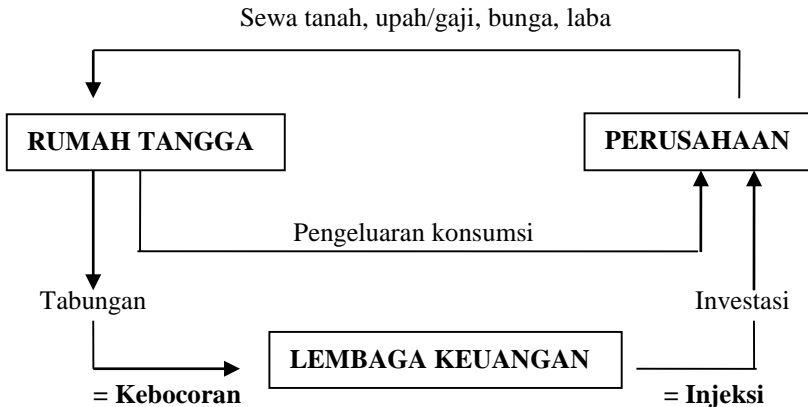 Sewa tanah, upah/gaji, bunga, laba
RUMAH TANGGA
PERUSAHAAN
Pengeluaran konsumsi
Tabungan
Investasi
LEMBAGA KEUANGAN
= Kebocoran
= Injeksi